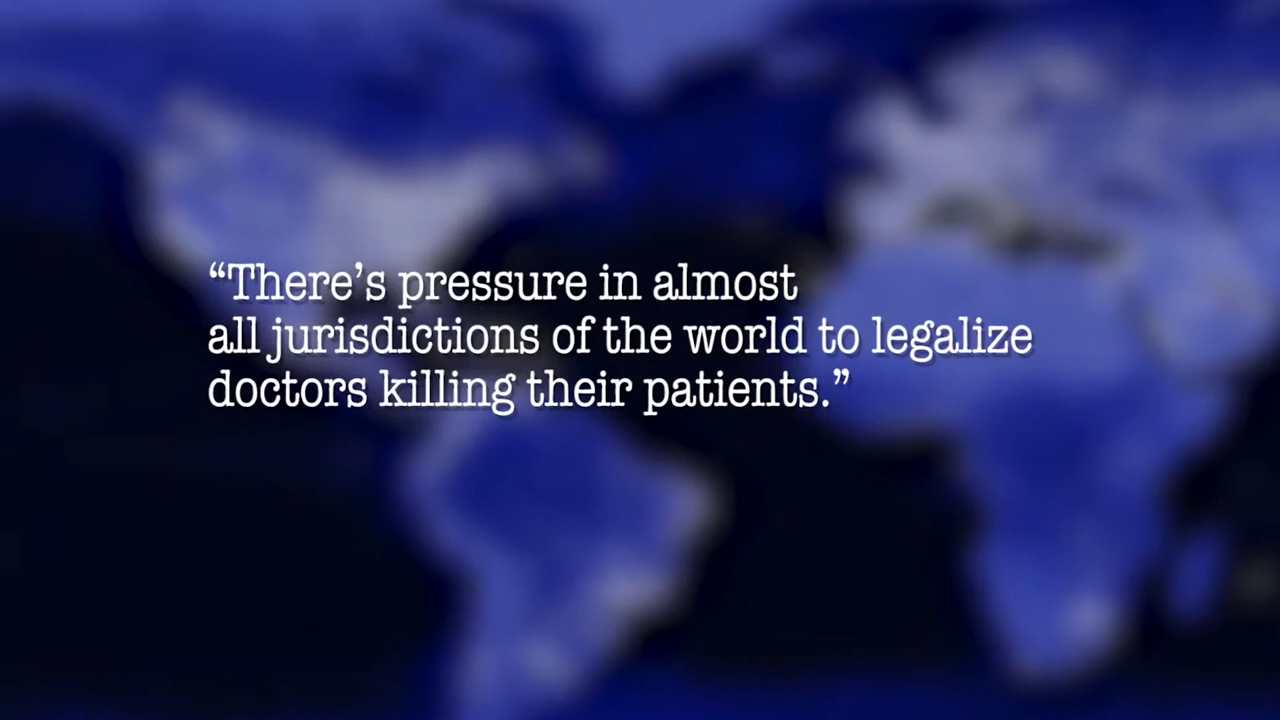 “There’s pressure in almost
all jurisdictions of the world to legalize
doctors killing their patients.”